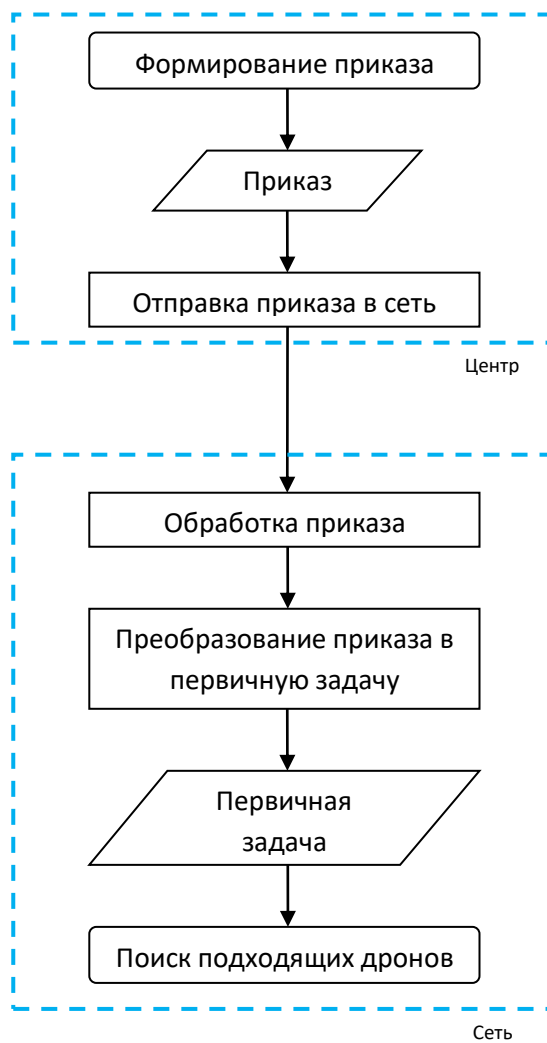 Формирование приказа
Приказ
Отправка приказа в сеть
Центр
Обработка приказа
Преобразование приказа в
первичную задачу
Первичная
задача
Поиск подходящих дронов
Сеть